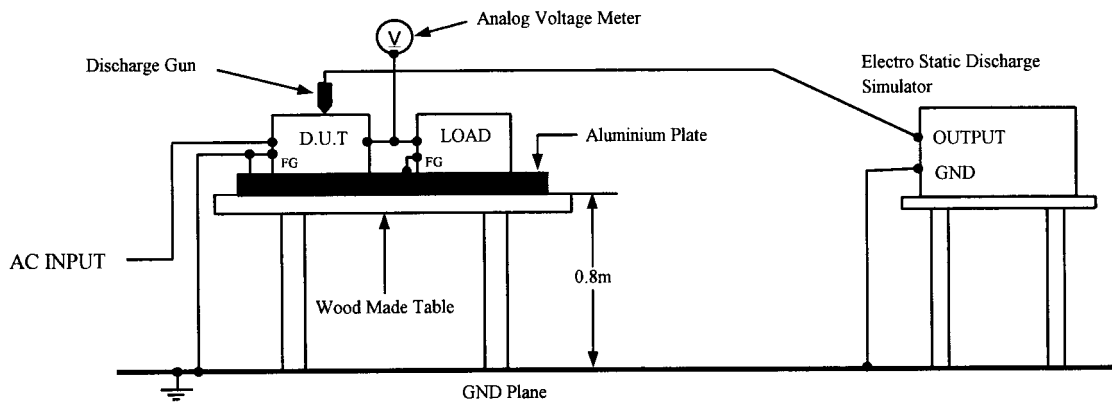 Analog Voltage Meter
V
Discharge Gun
Electro Static Discharge
Simulator
D.U.T
LOAD
Aluminium Plate
OUTPUT
FG
FG
GND
AC INPUT
0.8m
Wood Made Table
GND Plane